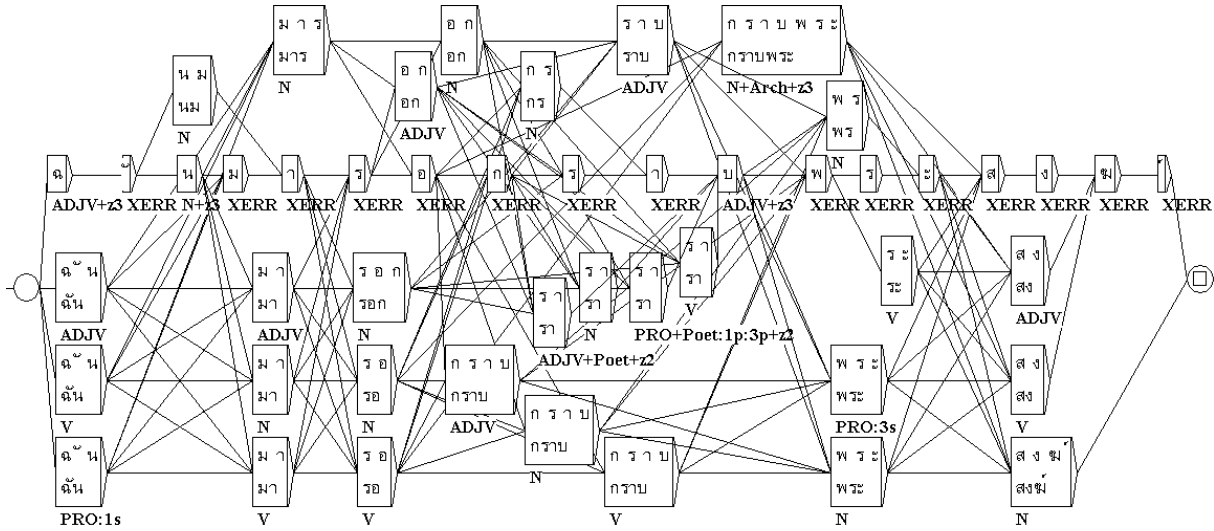 ม า ร
มาร
N
อ ก
อก
N
ร า บ
ราบ
ADJV
ก ร า บ พ ร ะ
กราบพระ
N+Arch+z3
น ม
นม
N
อ ก
อก
ADJV
ก ร
กร
N
พ ร
พร
N
ฉ ั น ม า ร อ ก ร า บ พ ร ะ ส ง ฆ ์
ADJV+z3 XERR N+z3 XERR XERR XERR XERR XERR XERR XERR ADJV+z3 XERR XERR XERR XERR XERR XERR XERR
ฉ ั น
ฉัน
ADJV
ม า
มา
ADJV
ร อ ก
รอก
N
ร า
รา
ADJV+Poet+z2
ร า
รา
N
ร า
รา
PRO+Poet:1p:3p+z2
ร า
รา
V
ร ะ
ระ
V
ส ง
สง
ADJV
ฉ ั น
ฉัน
V
ม า
มา
N
ร อ
รอ
N
ก ร า บ
กราบ
ADJV
ก ร า บ
กราบ
N
พ ร ะ
พระ
PRO:3s
ส ง
สง
V
ฉ ั น
ฉัน
PRO:1s
ม า
มา
V
ร อ
รอ
V
ก ร า บ
กราบ
V
พ ร ะ
พระ
N
ส ง ฆ ์
สงฆ์
N